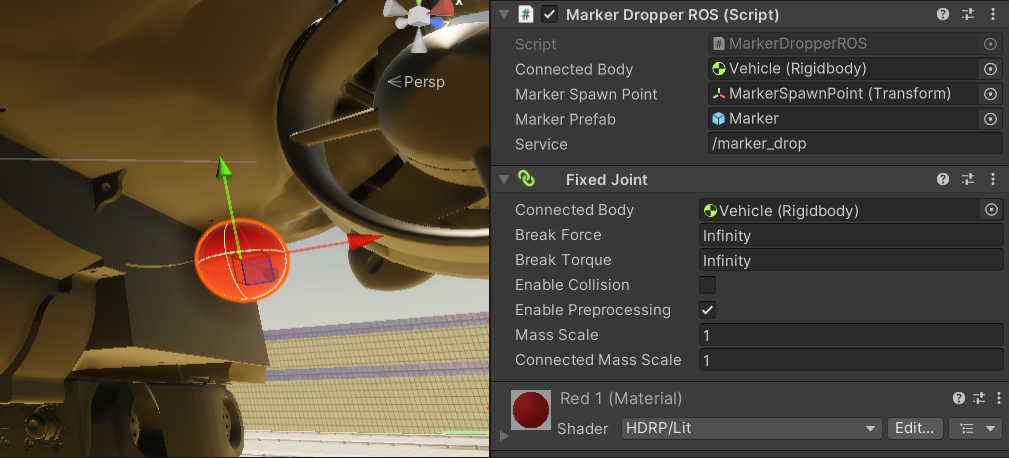 x
Persp
# Marker Dropper ROS (Script)
Script # MarkerDropperROS
Connected Body Vehicle (Rigidbody)
Marker Spawn Point MarkerSpawnPoint (Transform)
Marker Prefab Marker
Service /marker_drop
Fixed Joint
Connected Body Vehicle (Rigidbody)
Break Force Infinity
Break Torque Infinity
Enable Collision
Enable Preprocessing
Mass Scale 1
Connected Mass Scale 1
Red 1 (Material)
Shader HDRP/Lit Edit...